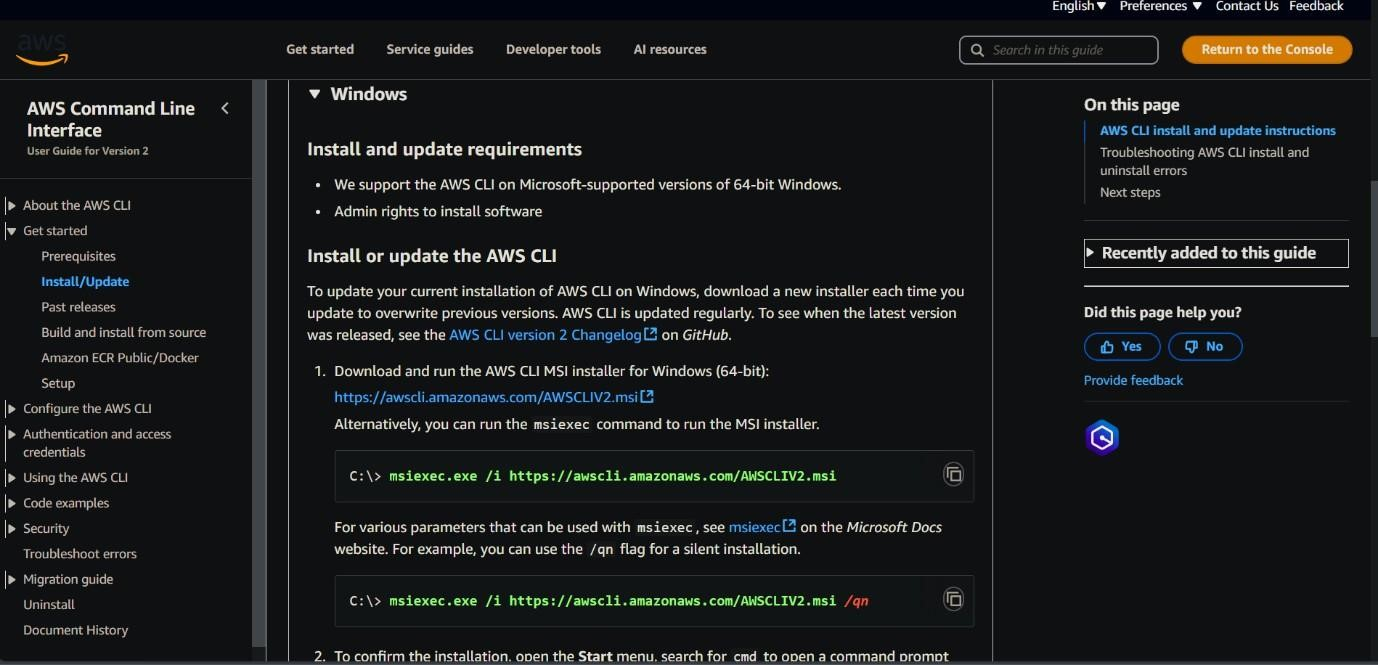 English▼ Preferences ▼ Contact Us Feedback
aws
Get started Service guides Developer tools AI resources
Search in this guide
Return to the Console
AWS Command Line
Interface
User Guide for Version 2
About the AWS CLI
Get started
Prerequisites
Install/Update
Past releases
Build and install from source
Amazon ECR Public/Docker
Setup
Configure the AWS CLI
Authentication and access
credentials
Using the AWS CLI
Code examples
Security
Troubleshoot errors
Migration guide
Uninstall
Document History
Windows
Install and update requirements
• We support the AWS CLI on Microsoft-supported versions of 64-bit Windows.
• Admin rights to install software
Install or update the AWS CLI
To update your current installation of AWS CLI on Windows, download a new installer each time you
update to overwrite previous versions. AWS CLI is updated regularly. To see when the latest version
was released, see the AWS CLI version 2 Changelog on GitHub.
1. Download and run the AWS CLI MSI installer for Windows (64-bit):
https://awscli.amazonaws.com/AWSCLIV2.msi
Alternatively, you can run the msiexec command to run the MSI installer.
C:\> msiexec.exe /i https://awscli.amazonaws.com/AWSCLIV2.msi
For various parameters that can be used with msiexec, see msiexec on the Microsoft Docs
website. For example, you can use the /qn flag for a silent installation.
C:\> msiexec.exe /i https://awscli.amazonaws.com/AWSCLIV2.msi /qn
2. To confirm the installation, open the Start menu, search for cmd to open a command prompt
On this page
AWS CLI install and update instructions
Troubleshooting AWS CLI install and
uninstall errors
Next steps
Recently added to this guide
Did this page help you?
Yes No
Provide feedback